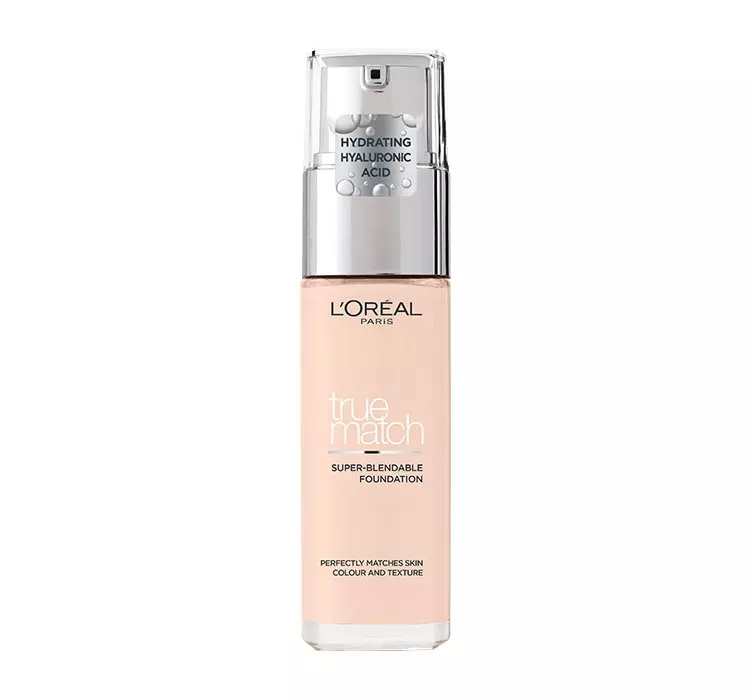 HYDRATING
HYALURONIC
ACID
L'ORÉAL
PARIS
true
match
SUPER-BLENDABLE
FOUNDATION
PERFECTLY MATCHES SKIN
COLOUR AND TEXTURE